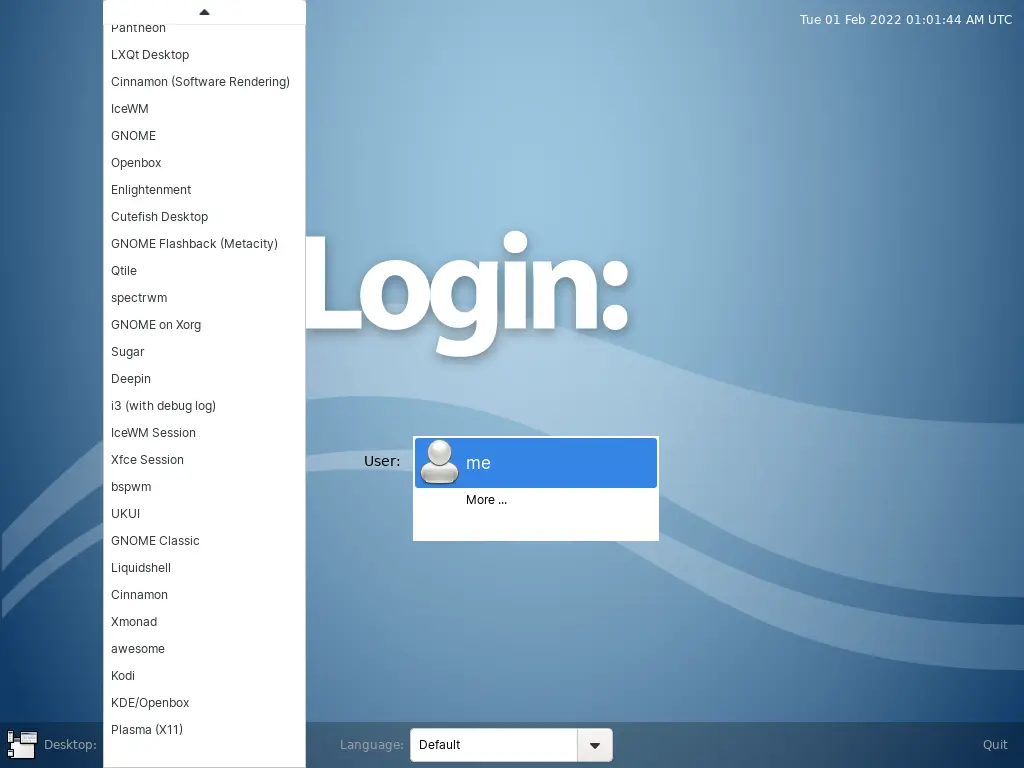 Tue 01 Feb 2022 01:01:44 AM UTC
Pantheon
LXQt Desktop
Cinnamon (Software Rendering)
IceWM
GNOME
Openbox
Enlightenment
Cutefish Desktop
GNOME Flashback (Metacity)
Qtile
spectrwm
GNOME on Xorg
Sugar
Deepin
i3 (with debug log)
IceWM Session
Xfce Session
bspwm
UKUI
GNOME Classic
Liquidshell
Cinnamon
Xmonad
awesome
Kodi
KDE/Openbox
Plasma (X11)
Login:
User:
me
More ...
Desktop:
Language:
Default
Quit